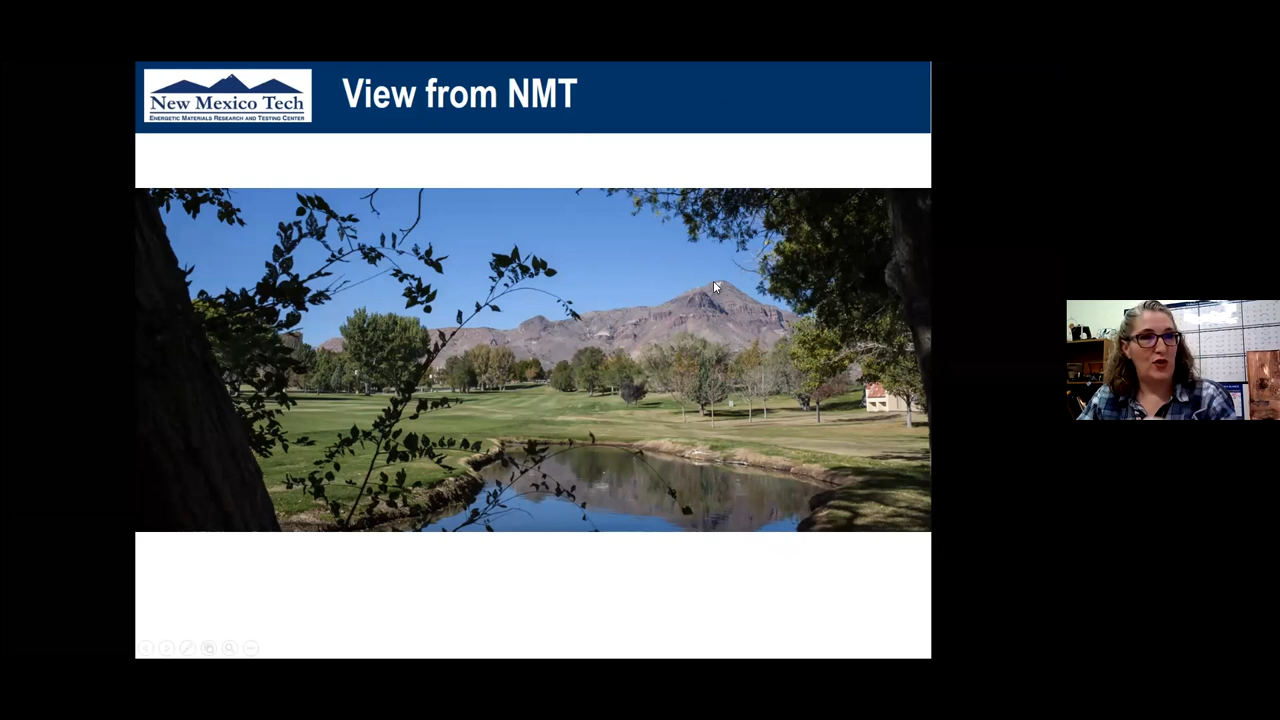 New Mexico Tech
Energetic Materials Research and Testing Center
View from NMT